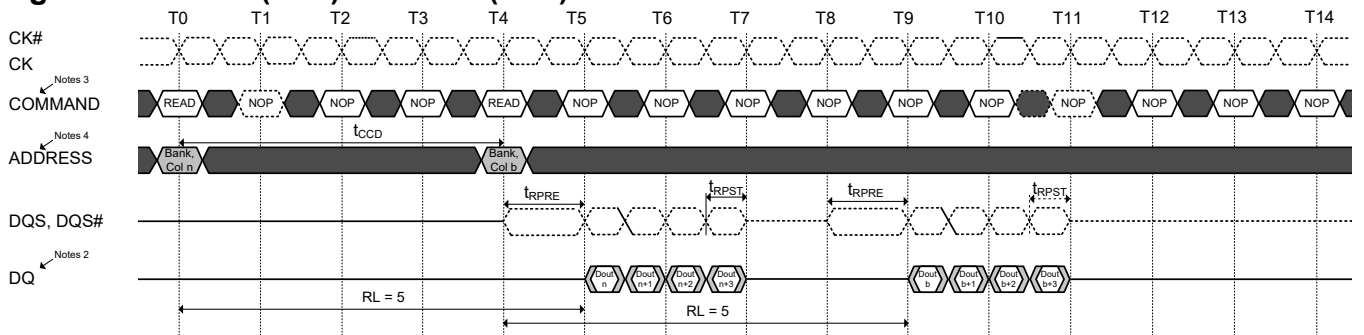 T0 T1 T2 T3 T4 T5 T6 T7 T8 T9 T10 T11 T12 T13 T14
CK#
CK
Notes 3
COMMAND READ NOP NOP NOP READ NOP NOP NOP NOP NOP NOP NOP NOP NOP NOP
tCCD
Notes 4
ADDRESS Bank, Col n Bank, Col b
tRPRE tRPST tRPRE tRPST
DQS, DQS#
Notes 2
DQ Dout n Dout n+1 Dout n+2 Dout n+3 Dout b Dout b+1 Dout b+2 Dout b+3
RL = 5
RL = 5